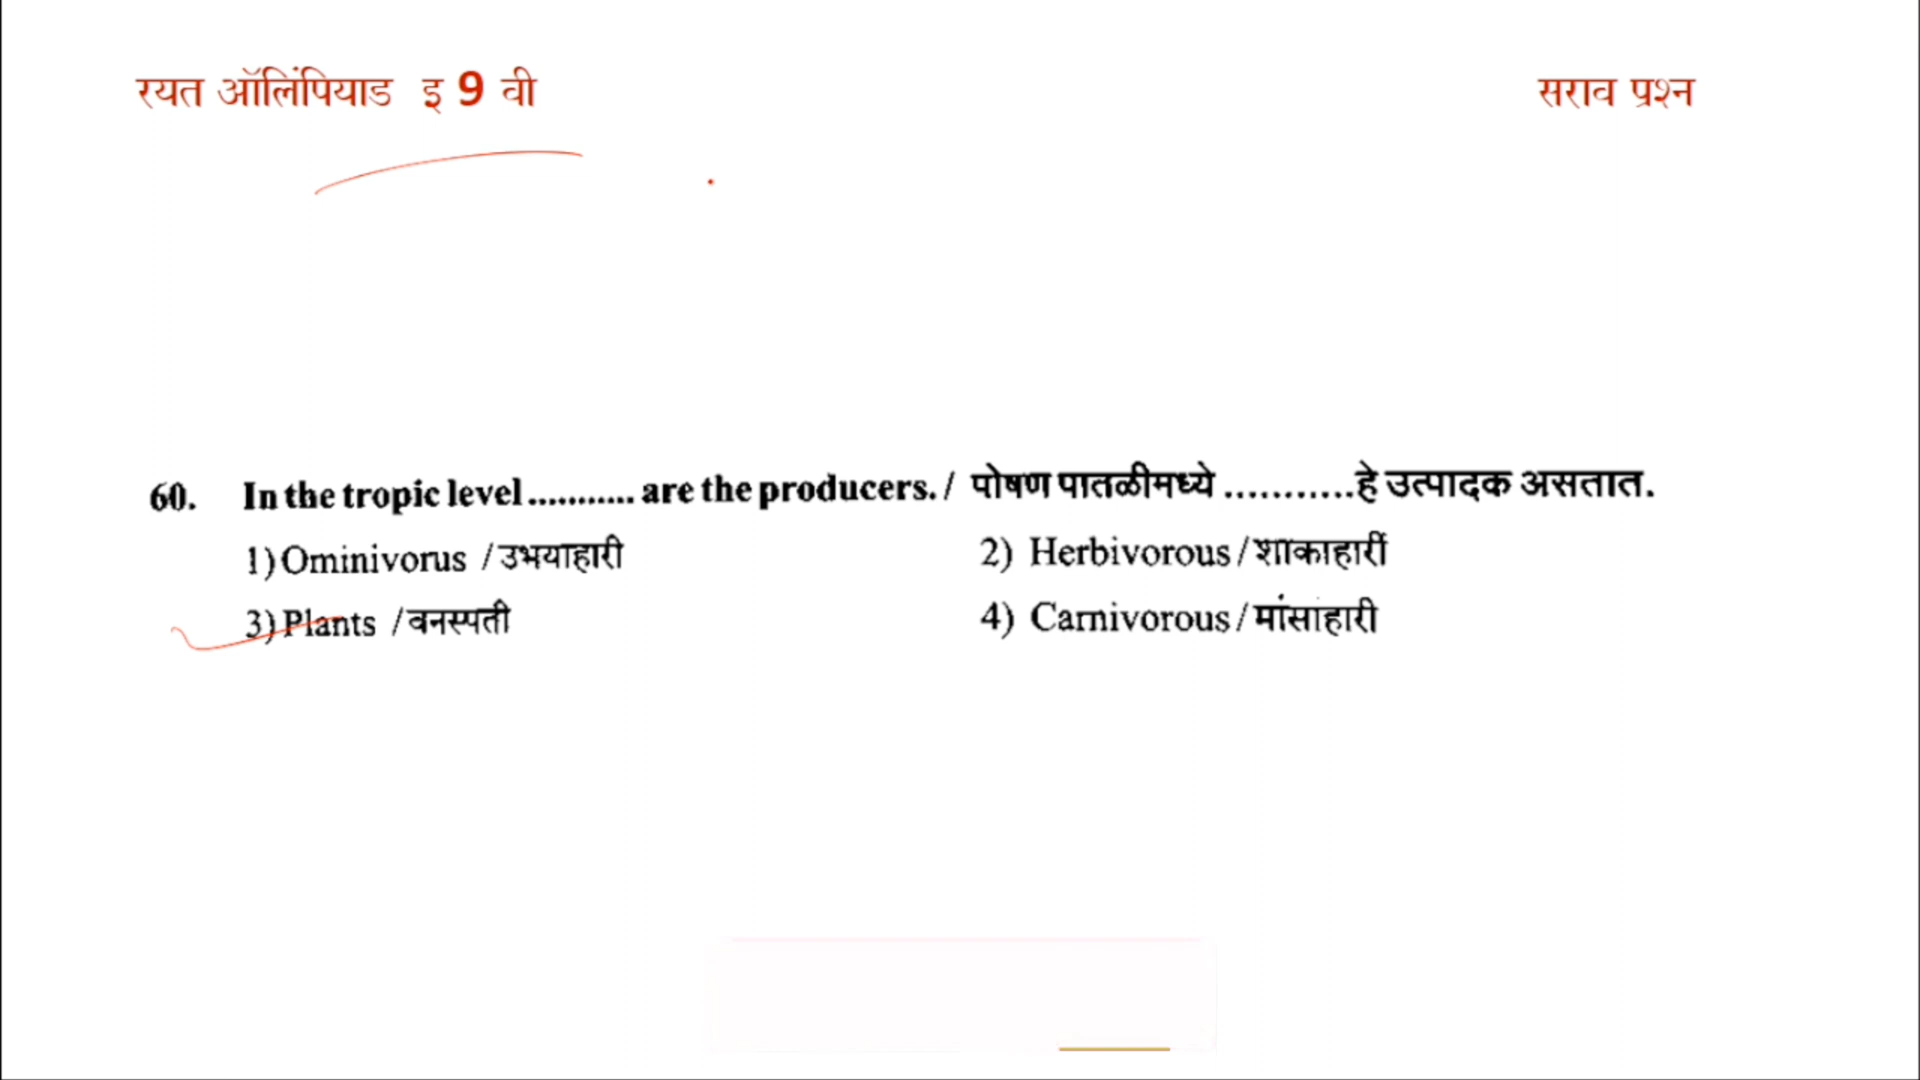 रयत ऑलिंपियाड इ 9 वी
सराव प्रश्न
60. In the tropic level ........... are the producers. / पोषण पातळीमध्ये ...........हे उत्पादक असतात.
1) Ominivorus / उभयाहारी
2) Herbivorous / शाकाहारीं
3) Plants / वनस्पती
4) Carnivorous / मांसाहारी